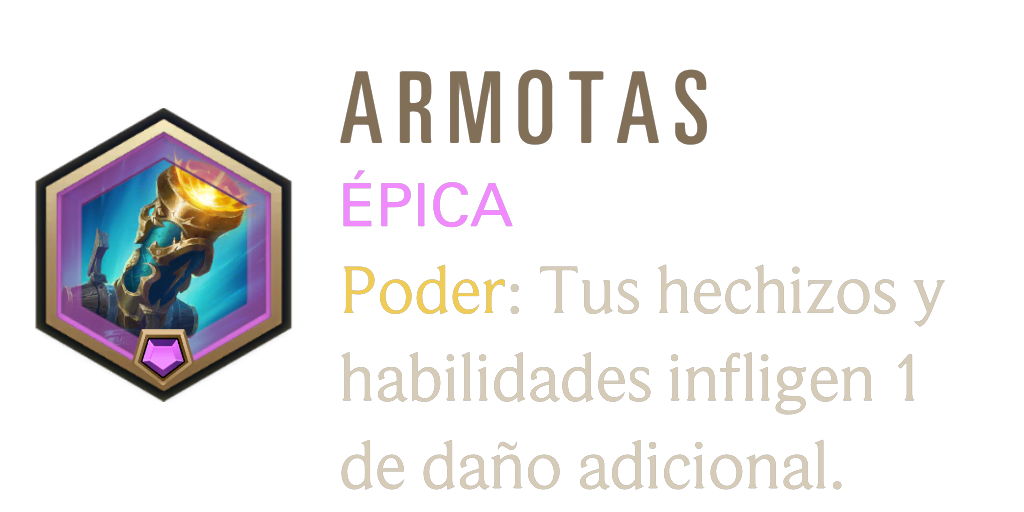 ARMOTAS
ÉPICA
Poder: Tus hechizos y
habilidades infligen 1
de daño adicional.